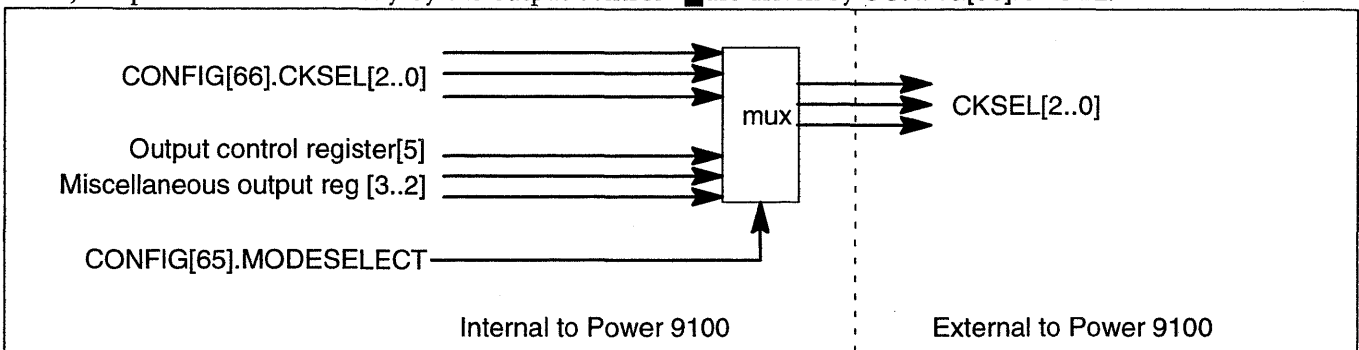 CONFIG[66].CKSEL[2..0]
mux
CKSEL[2..0]
Output control register[5]
Miscellaneous output reg [3..2]
CONFIG[65].MODESELECT
Internal to Power 9100
External to Power 9100